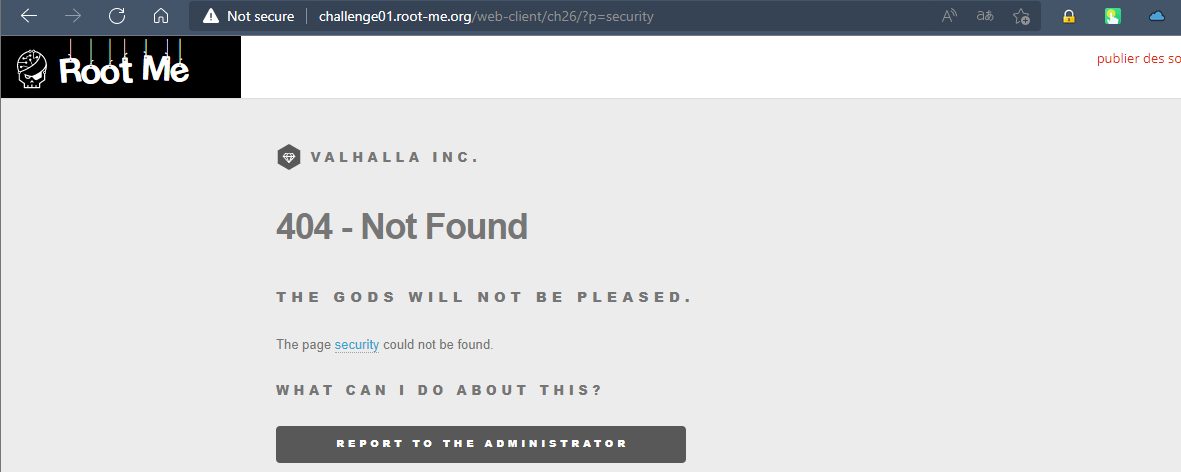 Not secure challenge01.root-me.org/web-client/ch26/?p=security
Root Me
publier des so
VALHALLA INC.
404 - Not Found
THE GODS WILL NOT BE PLEASED.
The page security could not be found.
WHAT CAN I DO ABOUT THIS?
REPORT TO THE ADMINISTRATOR